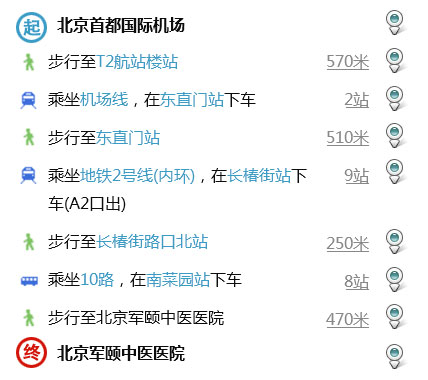 起 北京首都国际机场
步行至T2航站楼站 570米
乘坐机场线，在东直门站下车 2站
步行至东直门站 510米
乘坐地铁2号线(内环)，在长椿街站下 9站
车(A2口出)
步行至长椿街路口北站 250米
乘坐10路，在南菜园站下车 8站
步行至北京军颐中医医院 470米
终 北京军颐中医医院